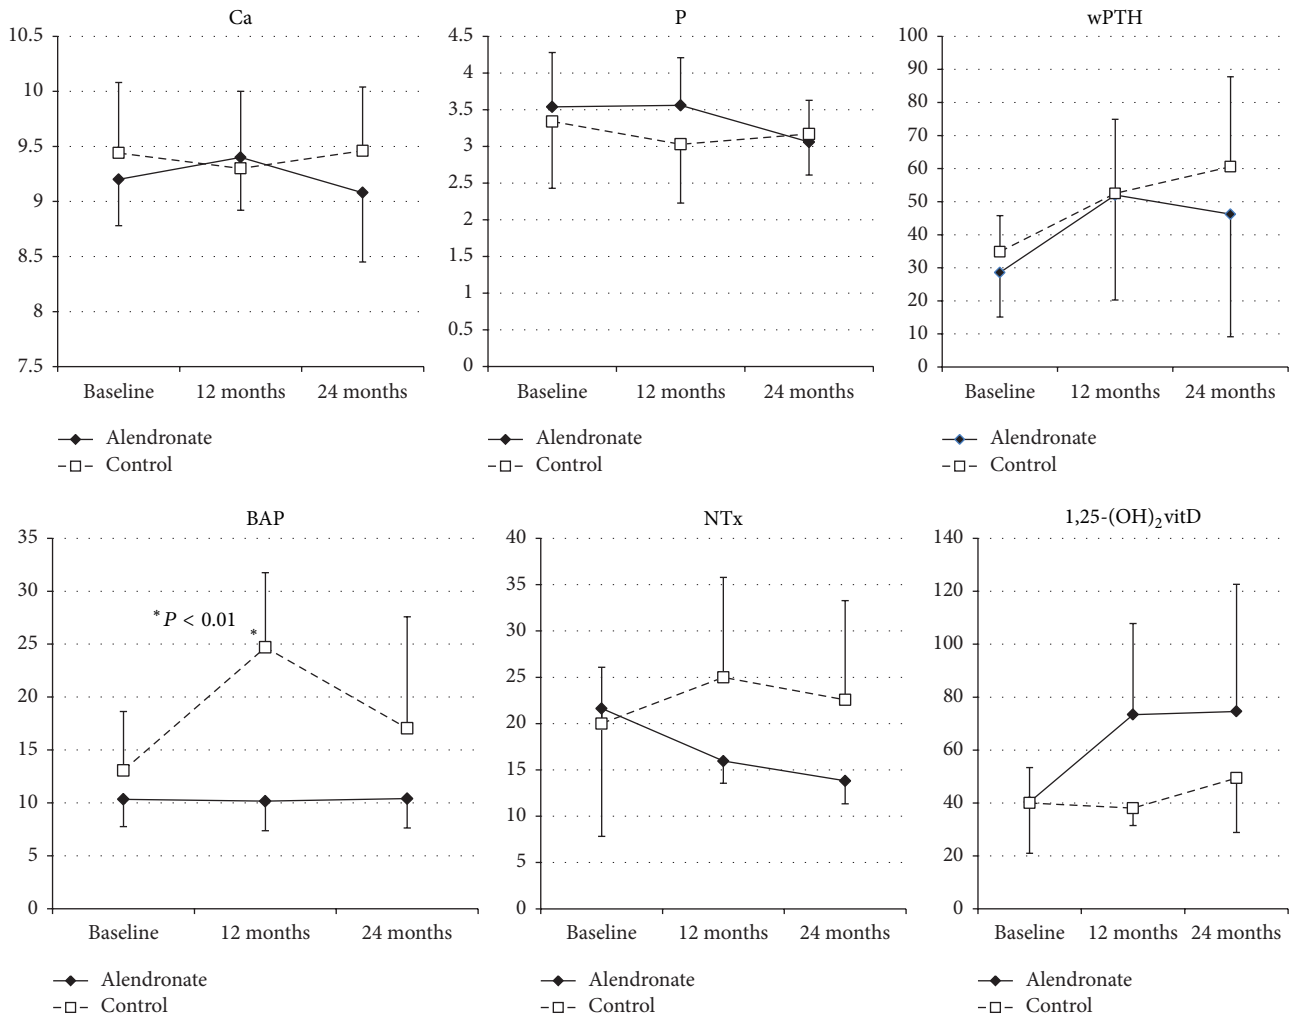 Ca
10.5
10
9.5
9
8.5
8
7.5
Baseline 12 months 24 months
Alendronate
Control
P
4.5
4
3.5
3
2.5
2
1.5
1
0.5
0
Baseline 12 months 24 months
Alendronate
Control
wPTH
100
90
80
70
60
50
40
30
20
10
0
Baseline 12 months 24 months
Alendronate
Control
BAP
35
30
25
20
15
10
5
0
*P < 0.01
*
Baseline 12 months 24 months
Alendronate
Control
NTx
40
35
30
25
20
15
10
5
0
Baseline 12 months 24 months
Alendronate
Control
1,25-(OH)₂vitD
140
120
100
80
60
40
20
0
Baseline 12 months 24 months
Alendronate
Control